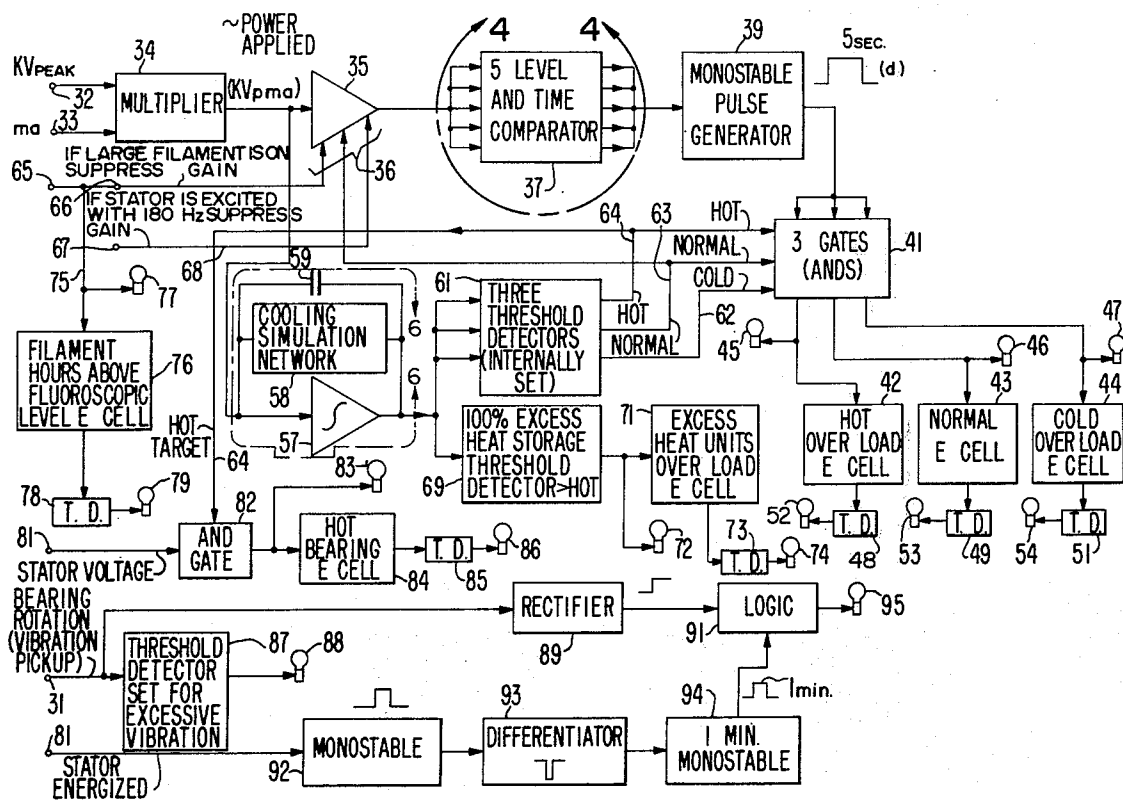 ~POWER
APPLIED
4 4
39
5SEC.
(d)
34
KVPEAK
32
MULTIPLIER
(KVpma)
35
5 LEVEL
AND TIME
COMPARATOR
37
MONOSTABLE
PULSE
GENERATOR
ma
33
IF LARGE FILAMENT IS ON
SUPPRESS GAIN
36
65
66
IF STATOR IS EXCITED
WITH 180 Hz SUPPRESS
GAIN
67
68
64
63
HOT
NORMAL
COLD
3 GATES
(ANDS)
41
75
77
59
61
COOLING
SIMULATION
NETWORK
58
6
6
THREE
THRESHOLD
DETECTORS
(INTERNALLY
SET)
HOT
NORMAL
62
45
46
47
FILAMENT
HOURS ABOVE
FLUOROSCOPIC
LEVEL E CELL
76
HOT
TARGET
64
∫
57
100% EXCESS
HEAT STORAGE
THRESHOLD
DETECTOR>HOT
69
71
EXCESS
HEAT UNITS
OVER LOAD
E CELL
42
HOT
OVER LOAD
E CELL
43
NORMAL
E CELL
44
COLD
OVER LOAD
E CELL
78
T. D.
79
82
83
81
STATOR VOLTAGE
AND
GATE
HOT
BEARING
E CELL
84
T. D.
85
86
72
73
T. D.
74
52
T. D.
48
53
T. D.
49
54
T. D.
51
BEARING
ROTATION
(VIBRATION
PICKUP)
31
87
THRESHOLD
DETECTOR
SET FOR
EXCESSIVE
VIBRATION
88
RECTIFIER
89
LOGIC
91
95
81
STATOR
ENERGIZED
MONOSTABLE
92
93
DIFFERENTIATOR
94
1 MIN.
MONOSTABLE
1min.